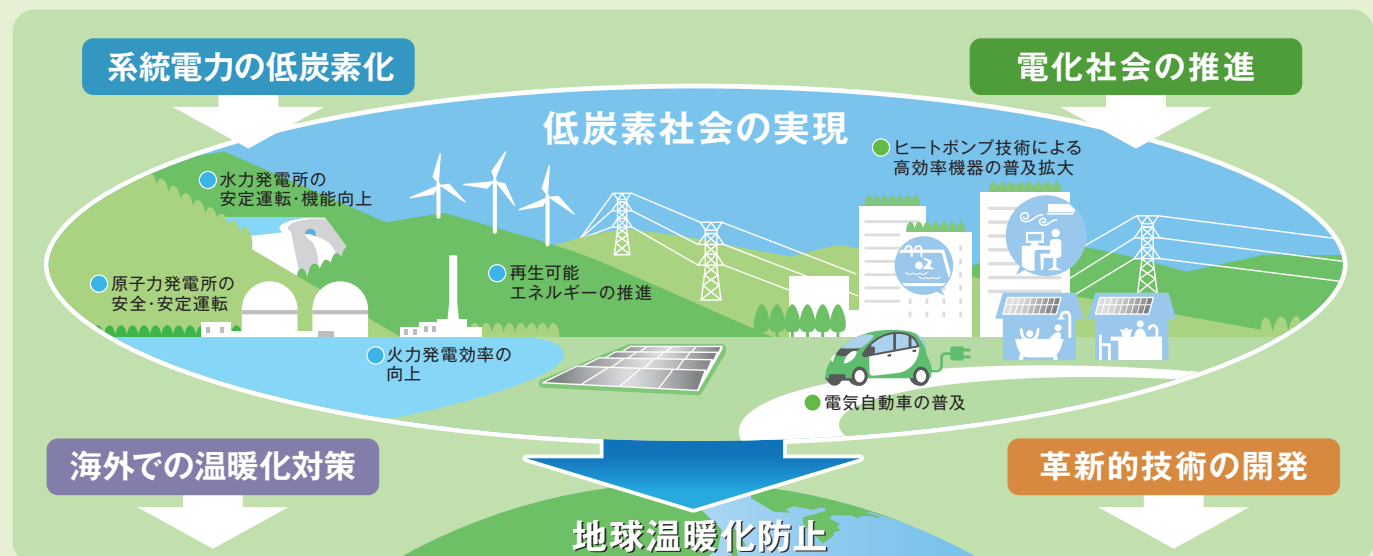 系統電力の低炭素化
電化社会の推進
低炭素社会の実現
ヒートポンプ技術による
高効率機器の普及拡大
水力発電所の
安定運転・機能向上
原子力発電所の
安全・安定運転
再生可能
エネルギーの推進
火力発電効率の
向上
電気自動車の普及
海外での温暖化対策
革新的技術の開発
地球温暖化防止